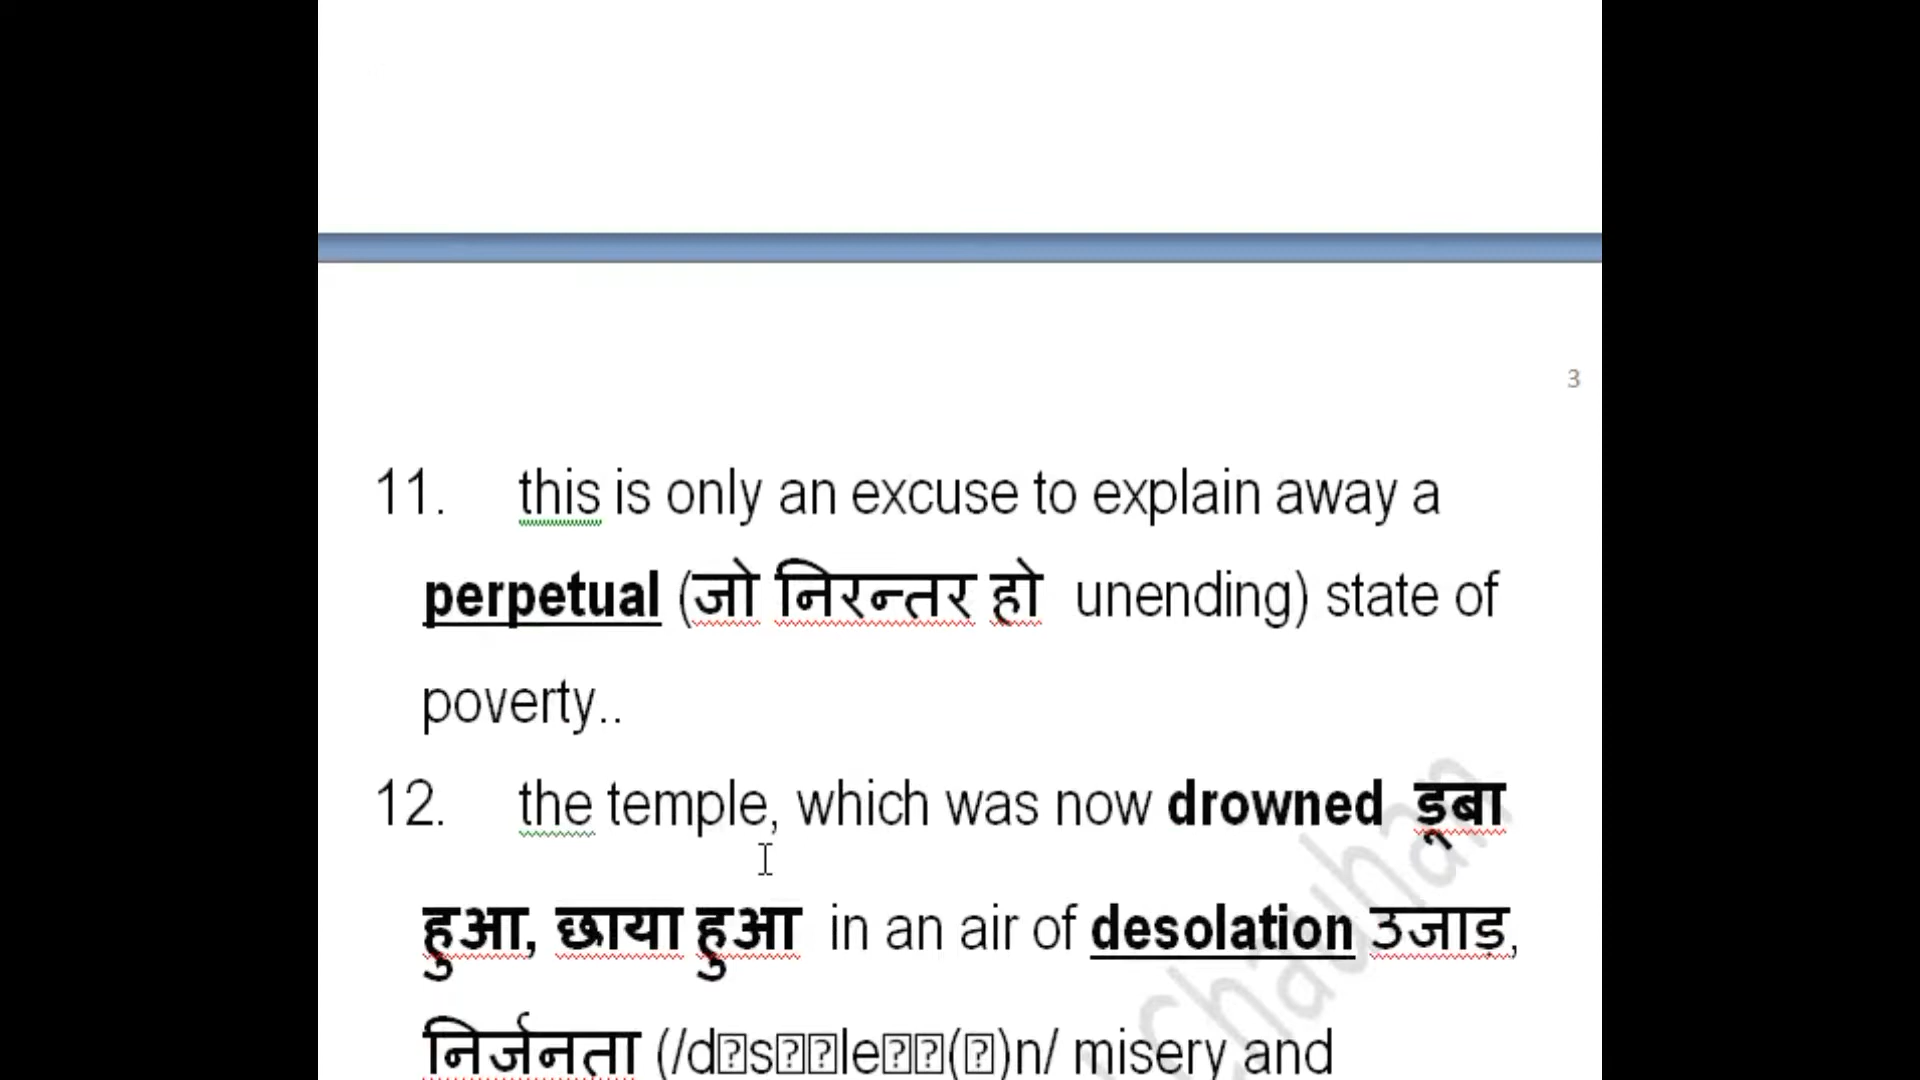 3
11. this is only an excuse to explain away a
perpetual (जो निरन्तर हो unending) state of
poverty..
12. the temple, which was now drowned डूबा
हुआ, छाया हुआ in an air of desolation उजाड़,
निर्जनता (/d⍰s⍰⍰le⍰⍰(⍰)n/ misery and
Chauhan